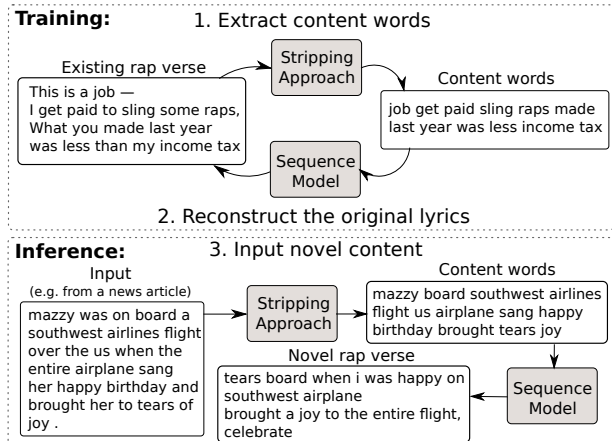 Training:
1. Extract content words
Stripping
Approach
Existing rap verse
This is a job —
I get paid to sling some raps,
What you made last year
was less than my income tax
Content words
job get paid sling raps made
last year was less income tax
Sequence
Model
2. Reconstruct the original lyrics
Inference:
3. Input novel content
Input
(e.g. from a news article)
mazzy was on board a
southwest airlines flight
over the us when the
entire airplane sang
her happy birthday and
brought her to tears of
joy .
Stripping
Approach
Content words
mazzy board southwest airlines
flight us airplane sang happy
birthday brought tears joy
Sequence
Model
Novel rap verse
tears board when i was happy on
southwest airplane
brought a joy to the entire flight,
celebrate